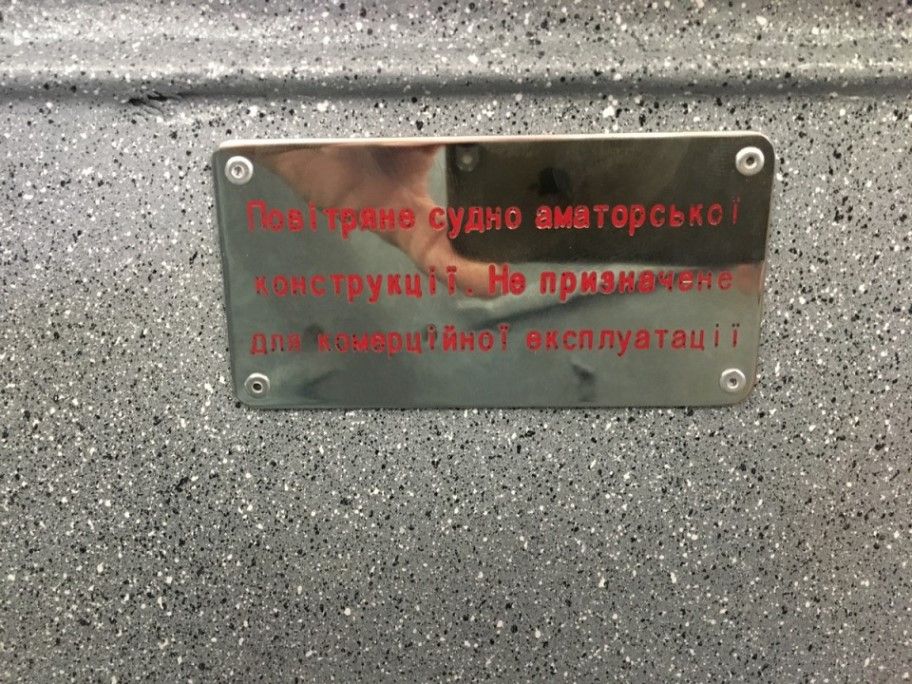 Повітряне судно аматорської
конструкції. Не призначене
для комерційної експлуатації